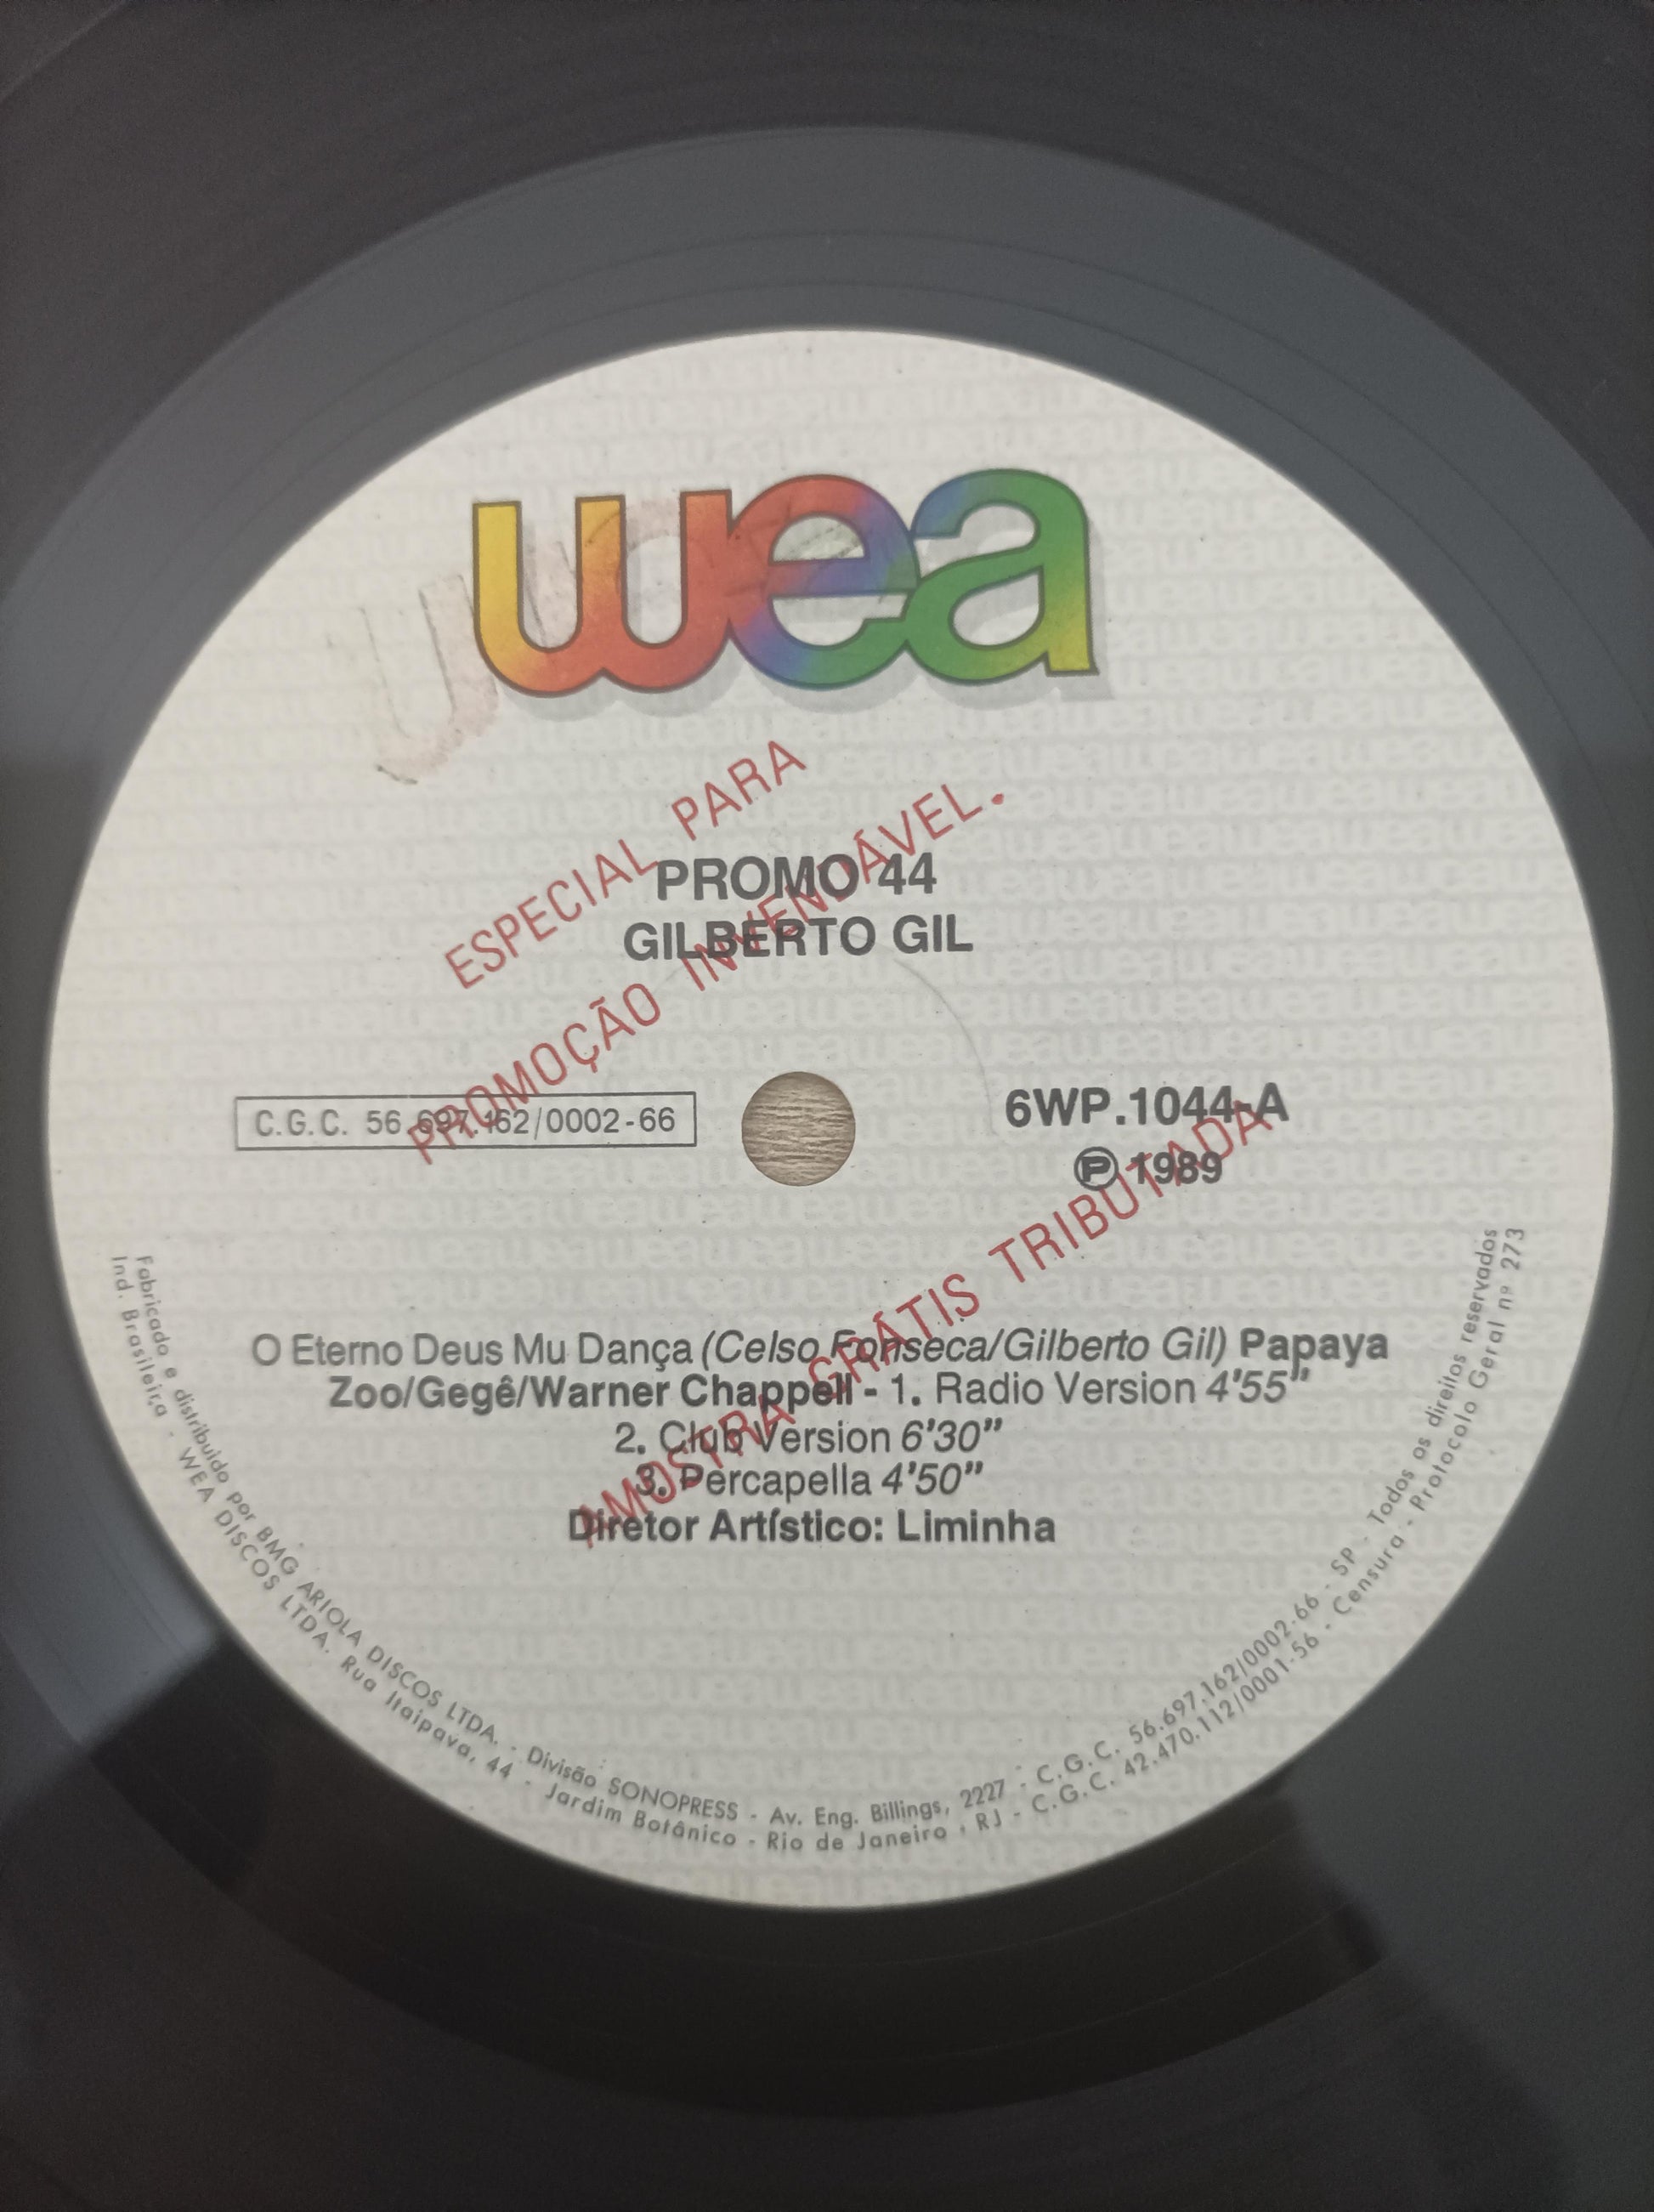 wea
ESPECIAL PARA
PROMOÇÃO INVENDÁVEL.
PROMO 44
GILBERTO GIL
C.G.C. 56.697.162/0002-66
6WP.1044-A
Ⓟ 1989
AMOSTRA GRÁTIS TRIBUTADA
O Eterno Deus Mu Dança (Celso Fonseca/Gilberto Gil) Papaya
Zoo/Gegê/Warner Chappell - 1. Radio Version 4'55"
2. Club Version 6'30"
3. Percapella 4'50"
Diretor Artístico: Liminha
Fabricado e distribuido por BMG ARIOLA DISCOS LTDA. - Divisão SONOPRESS - Av. Eng. Billings, 2227 - C.G.C. 56.697.162/0002-66 - SP - Todos os direitos reservados
Ind. Brasileira - WEA DISCOS LTDA. Rua Itaipava, 44 - Jardim Botânico - Rio de Janeiro - RJ - C.G.C. 42.470.112/0001-56 - Censura - Protocolo Geral nº 273